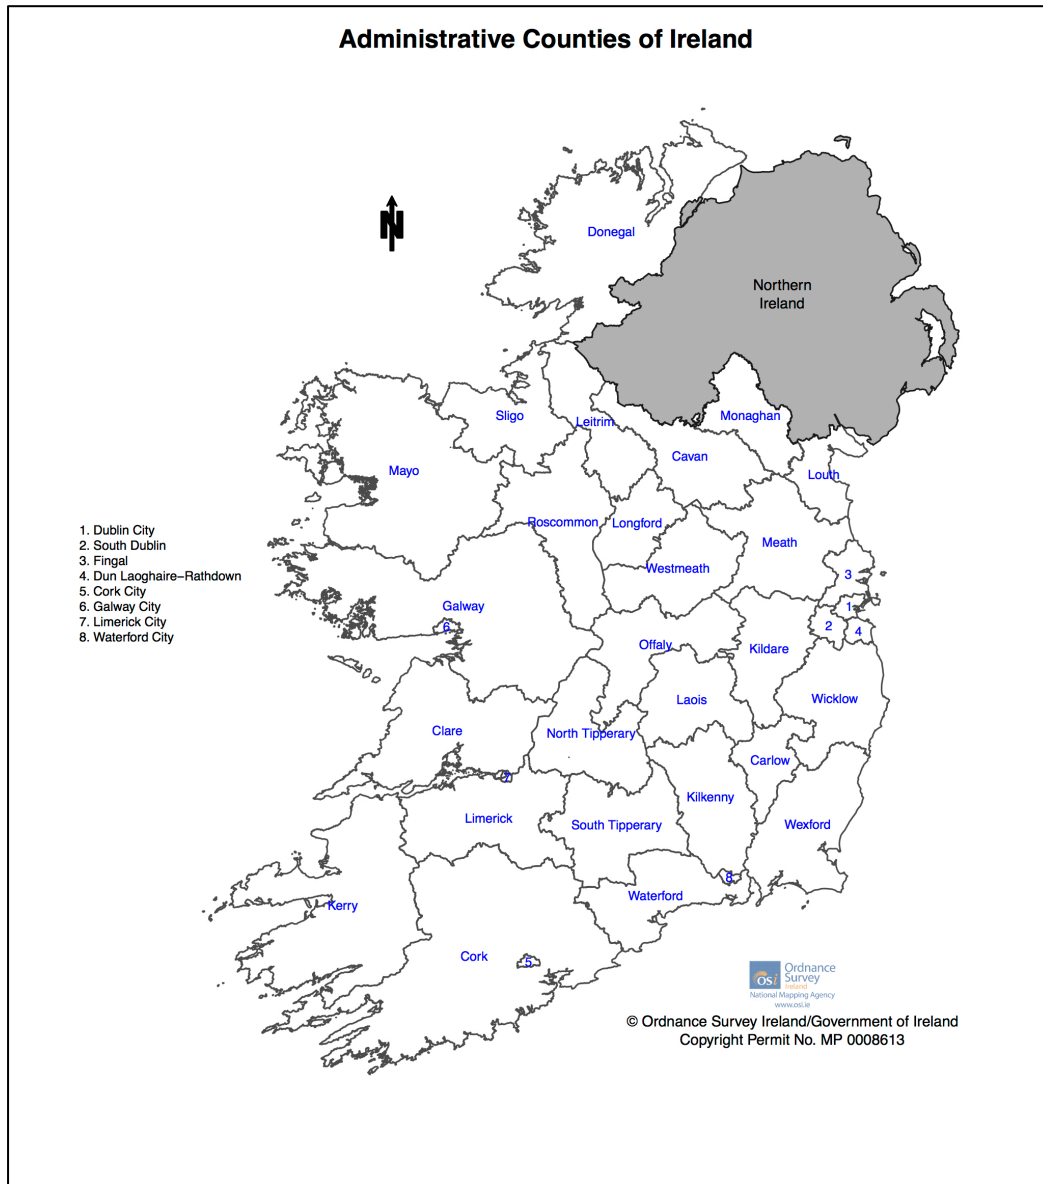 Administrative Counties of Ireland
N
Donegal
Northern
Ireland
Sligo
Leitrim
Monaghan
Cavan
Mayo
Louth
Roscommon
Longford
Meath
Westmeath
1. Dublin City
2. South Dublin
3. Fingal
4. Dun Laoghaire–Rathdown
5. Cork City
6. Galway City
7. Limerick City
8. Waterford City
3
Galway
1
6
2
4
Offaly
Kildare
Laois
Wicklow
Clare
North Tipperary
Carlow
7
Kilkenny
Limerick
South Tipperary
Wexford
8
Waterford
Kerry
Cork
5
osi
Ordnance
Survey
Ireland
National Mapping Agency
www.osi.ie
© Ordnance Survey Ireland/Government of Ireland
Copyright Permit No. MP 0008613